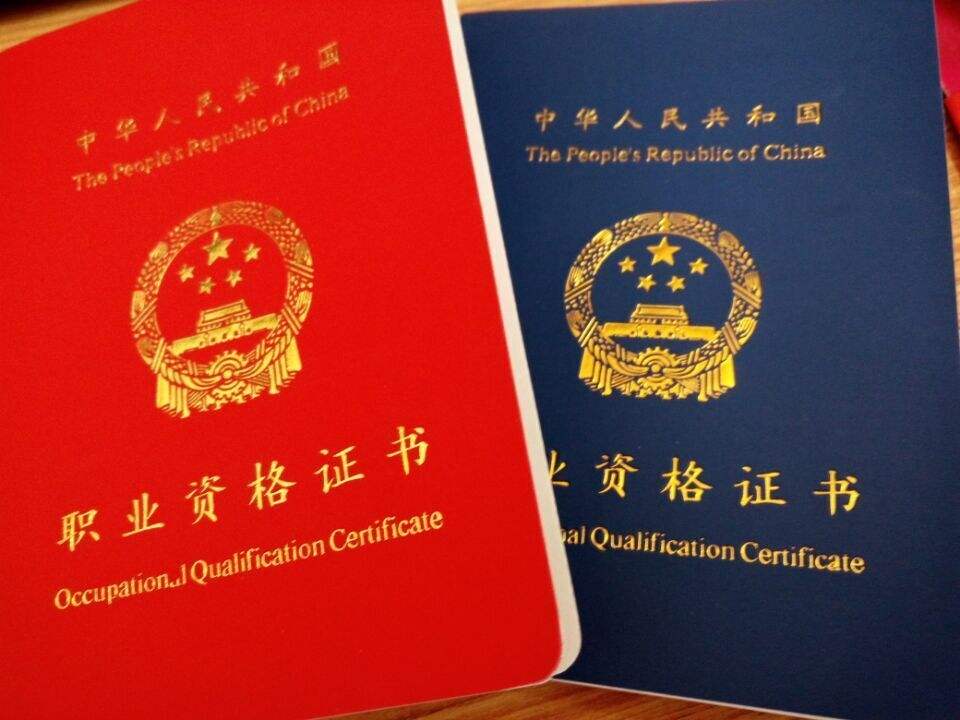 中华人民共和国
The People's Republic of China
职业资格证书
Occupational Qualification Certificate
中华人民共和国
The People's Republic of China
业资格证书
nal Qualification Certificate